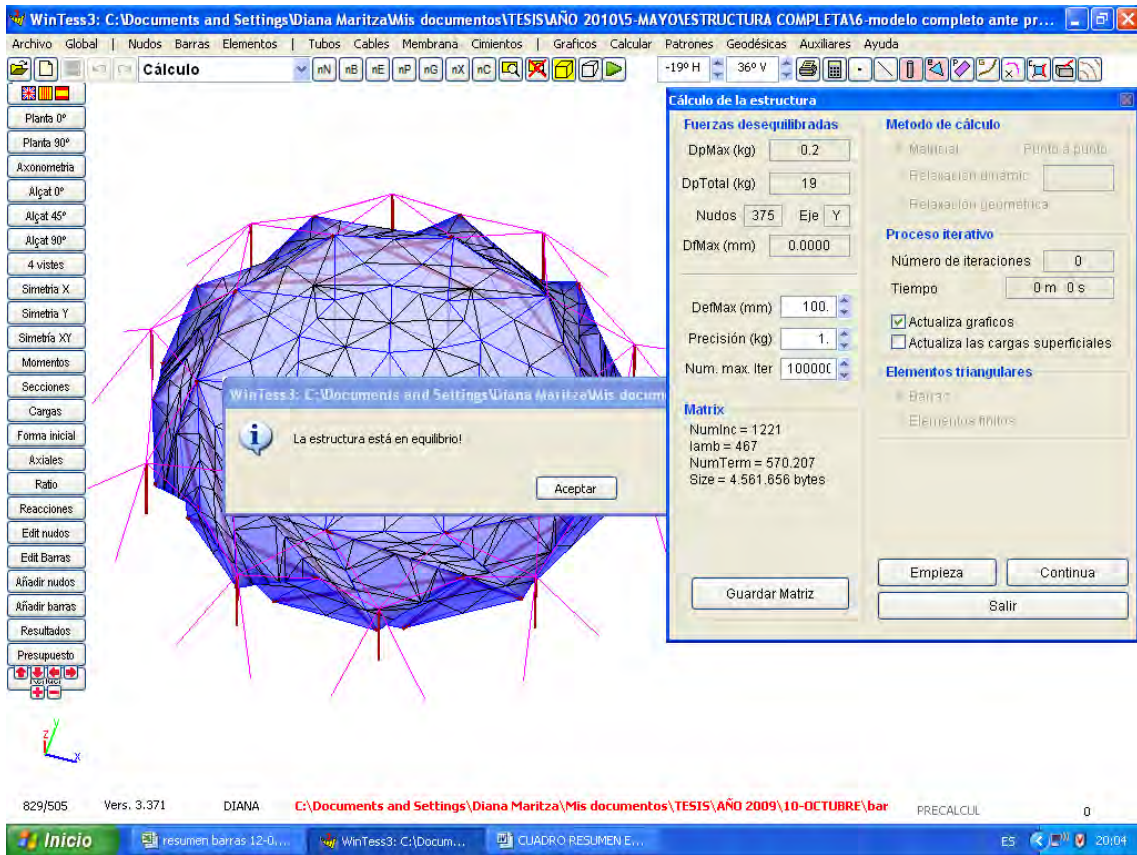 WinTess3: C:\Documents and Settings\Diana Maritza\Mis documentos\TESIS\AÑO 2010\5-MAYO\ESTRUCTURA COMPLETA\6-modelo completo ante pr...
Archivo Global | Nudos Barras Elementos | Tubos Cables Membrana Cimientos | Graficos Calcular Patrones Geodésicas Auxiliares Ayuda
Cálculo nN nB nE nP nG nX nC -19º H 36º V
Planta 0º
Planta 90º
Axonometria
Alçat 0º
Alçat 45º
Alçat 90º
4 vistes
Simetria X
Simetria Y
Simetría XY
Momentos
Secciones
Cargas
Forma inicial
Axiales
Ratio
Reacciones
Edit nudos
Edit Barras
Añadir nudos
Añadir barras
Resultados
Presupuesto
Cálculo de la estructura
Fuerzas desequilibradas
DpMax (kg) 0.2
DpTotal (kg) 19
Nudos 375 Eje Y
DfMax (mm) 0.0000
DefMax (mm) 100.
Precisión (kg) 1.
Num. max. Iter 100000
Matrix
NumInc = 1221
Iamb = 467
NumTerm = 570.207
Size = 4.561.656 bytes
Guardar Matriz
Metodo de cálculo
Matricial Punto a punto
Relaxación dinámic
Relaxación geometrica
Proceso iterativo
Número de iteraciones 0
Tiempo 0 m 0 s
Actualiza graficos
Actualiza las cargas superficiales
Elementos triangulares
Barras
Elementos finitos
Empieza Continua
Salir
WinTess3: C:\Documents and Settings\Diana Maritza\Mis docum
La estructura está en equilibrio!
Aceptar
z y x
829/505 Vers. 3.371 DIANA C:\Documents and Settings\Diana Maritza\Mis documentos\TESIS\AÑO 2009\10-OCTUBRE\bar PRECALCUL 0
Inicio resumen barras 12-0... WinTess3: C:\Docum... CUADRO RESUMEN E... ES 20:04